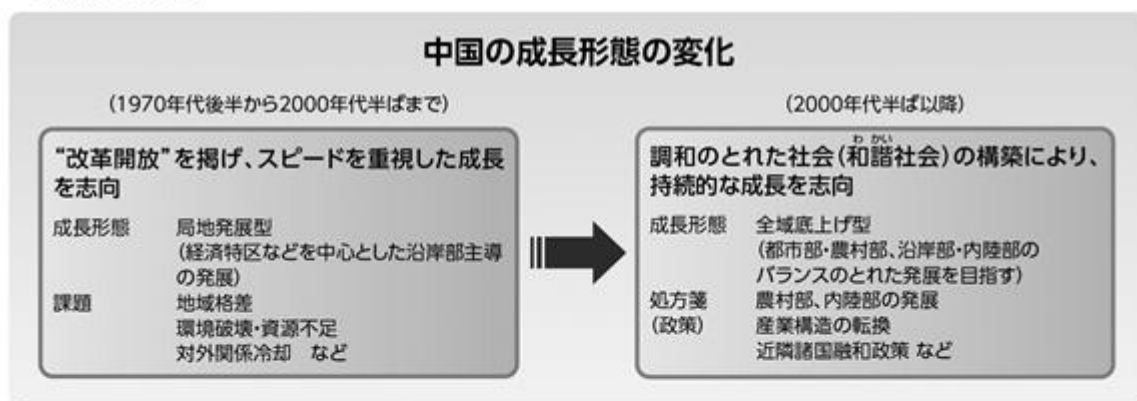 中国の成長形態の変化
(1970年代後半から2000年代半ばまで)
“改革開放”を掲げ、スピードを重視した成長
を志向
成長形態 局地発展型
(経済特区などを中心とした沿岸部主導
の発展)
課題 地域格差
環境破壊・資源不足
対外関係冷却 など
(2000年代半ば以降)
わ かい
調和のとれた社会(和諧社会)の構築により、
持続的な成長を志向
成長形態 全域底上げ型
(都市部・農村部、沿岸部・内陸部の
バランスのとれた発展を目指す)
処方箋 農村部、内陸部の発展
(政策) 産業構造の転換
近隣諸国融和政策 など